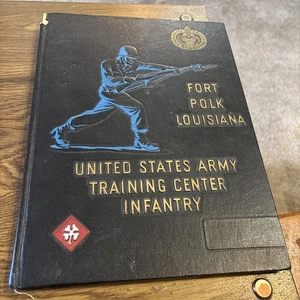 FORT
POLK
LOUISIANA
UNITED STATES ARMY
TRAINING CENTER
INFANTRY